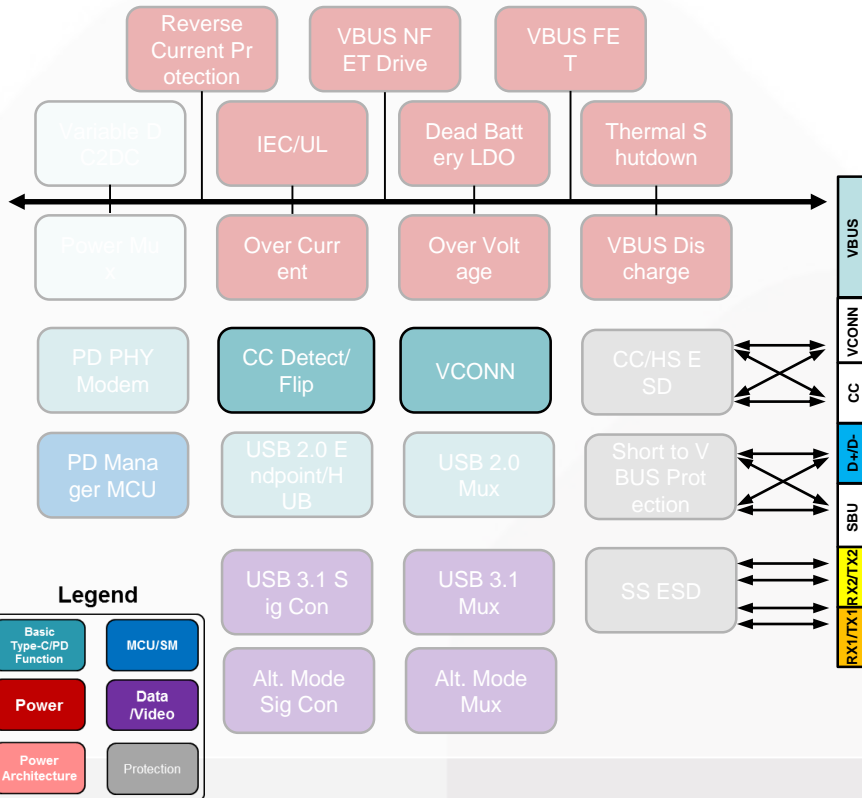 Reverse
Current Pr
otection
VBUS NF
ET Drive
VBUS FE
T
Variable D
C2DC
IEC/UL
Dead Batt
ery LDO
Thermal S
hutdown
Power Mu
x
Over Curr
ent
Over Volt
age
VBUS Dis
charge
PD PHY
Modem
CC Detect/
Flip
VCONN
CC/HS E
SD
PD Mana
ger MCU
USB 2.0 E
ndpoint/H
UB
USB 2.0
Mux
Short to V
BUS Prot
ection
USB 3.1 S
ig Con
USB 3.1
Mux
SS ESD
Alt. Mode
Sig Con
Alt. Mode
Mux
VBUS
VCONN
CC
D+/D-
SBU
RX2/TX2
RX1/TX1
Legend
Basic
Type-C/PD
Function
MCU/SM
Power
Data
/Video
Power
Architecture
Protection